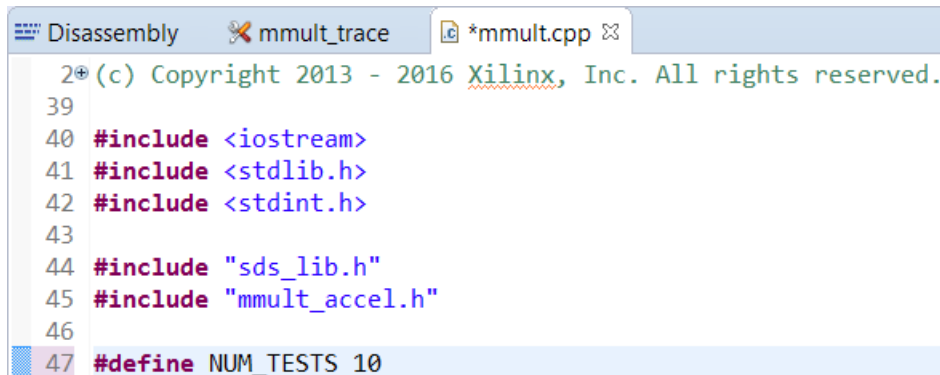 Disassembly mmult_trace *mmult.cpp
2 (c) Copyright 2013 - 2016 Xilinx, Inc. All rights reserved.
39
40 #include <iostream>
41 #include <stdlib.h>
42 #include <stdint.h>
43
44 #include "sds_lib.h"
45 #include "mmult_accel.h"
46
47 #define NUM_TESTS 10